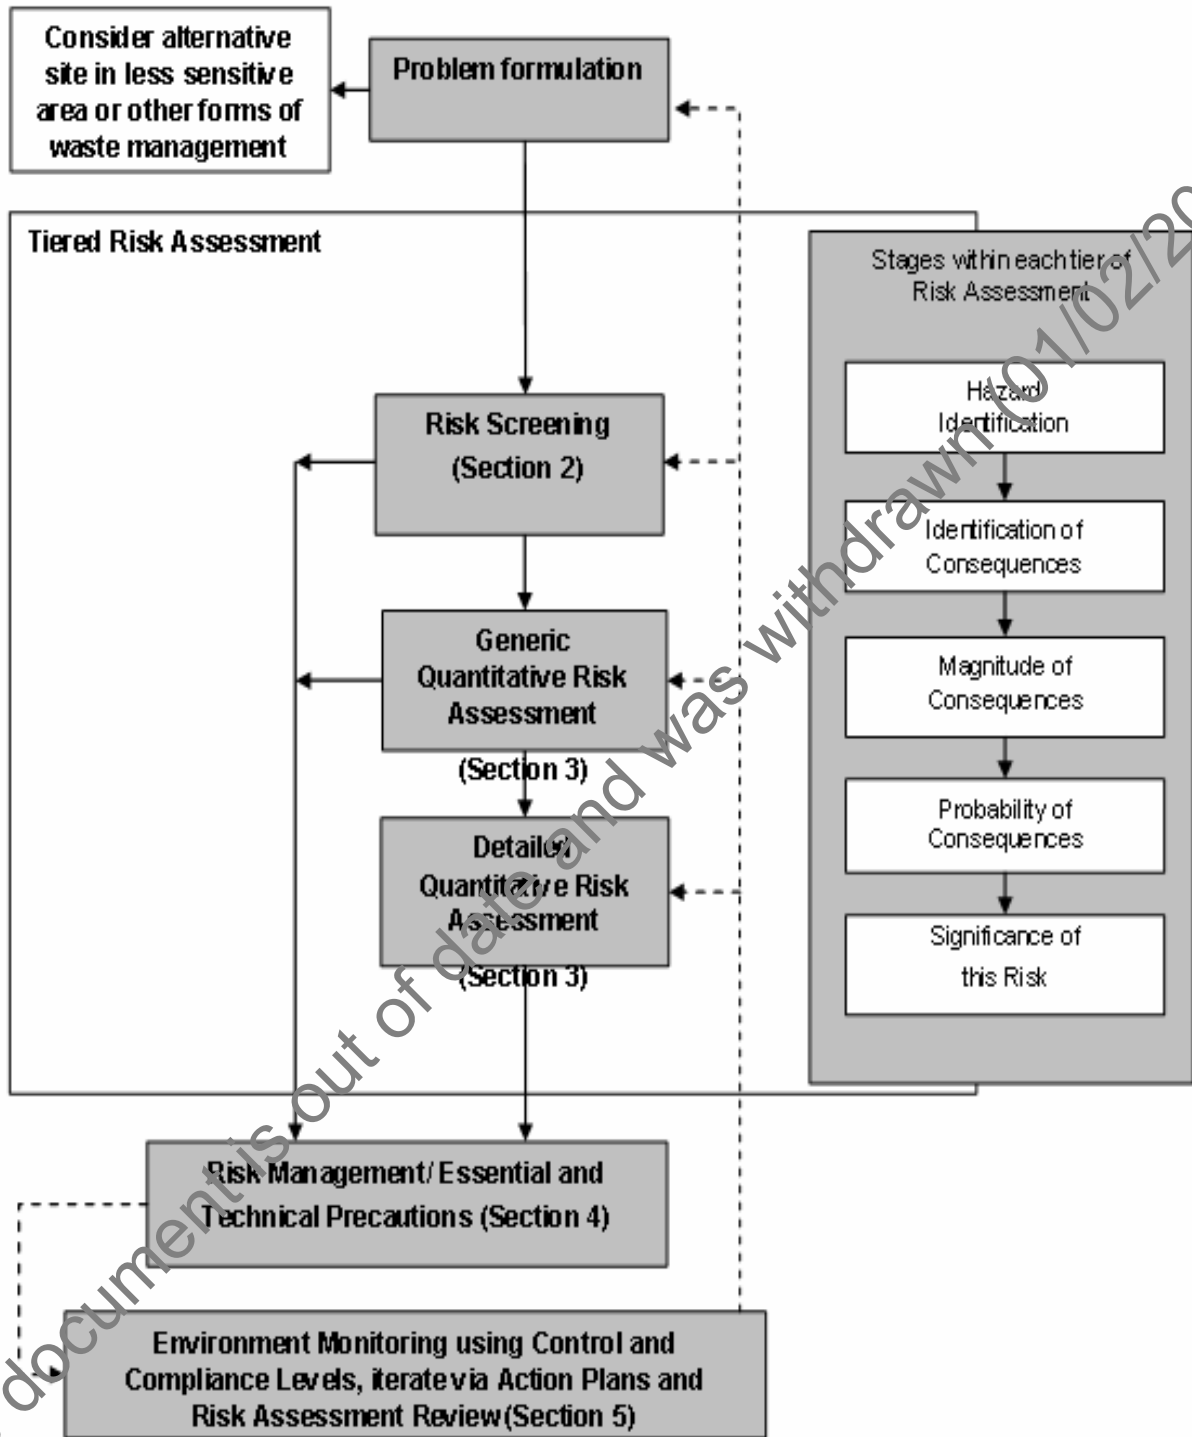 Consider alternative
site in less sensitive
area or other forms of
waste management
Problem formulation
Tiered Risk Assessment
Stages within each tier of
Risk Assessment
Risk Screening
(Section 2)
Generic
Quantitative Risk
Assessment
(Section 3)
Detailed
Quantitative Risk
Assessment
(Section 3)
Hazard
Identification
Identification of
Consequences
Magnitude of
Consequences
Probability of
Consequences
Significance of
this Risk
Risk Management/ Essential and
Technical Precautions (Section 4)
Environment Monitoring using Control and
Compliance Levels, iterate via Action Plans and
Risk Assessment Review (Section 5)
document is out of date and was withdrawn (01/02/20